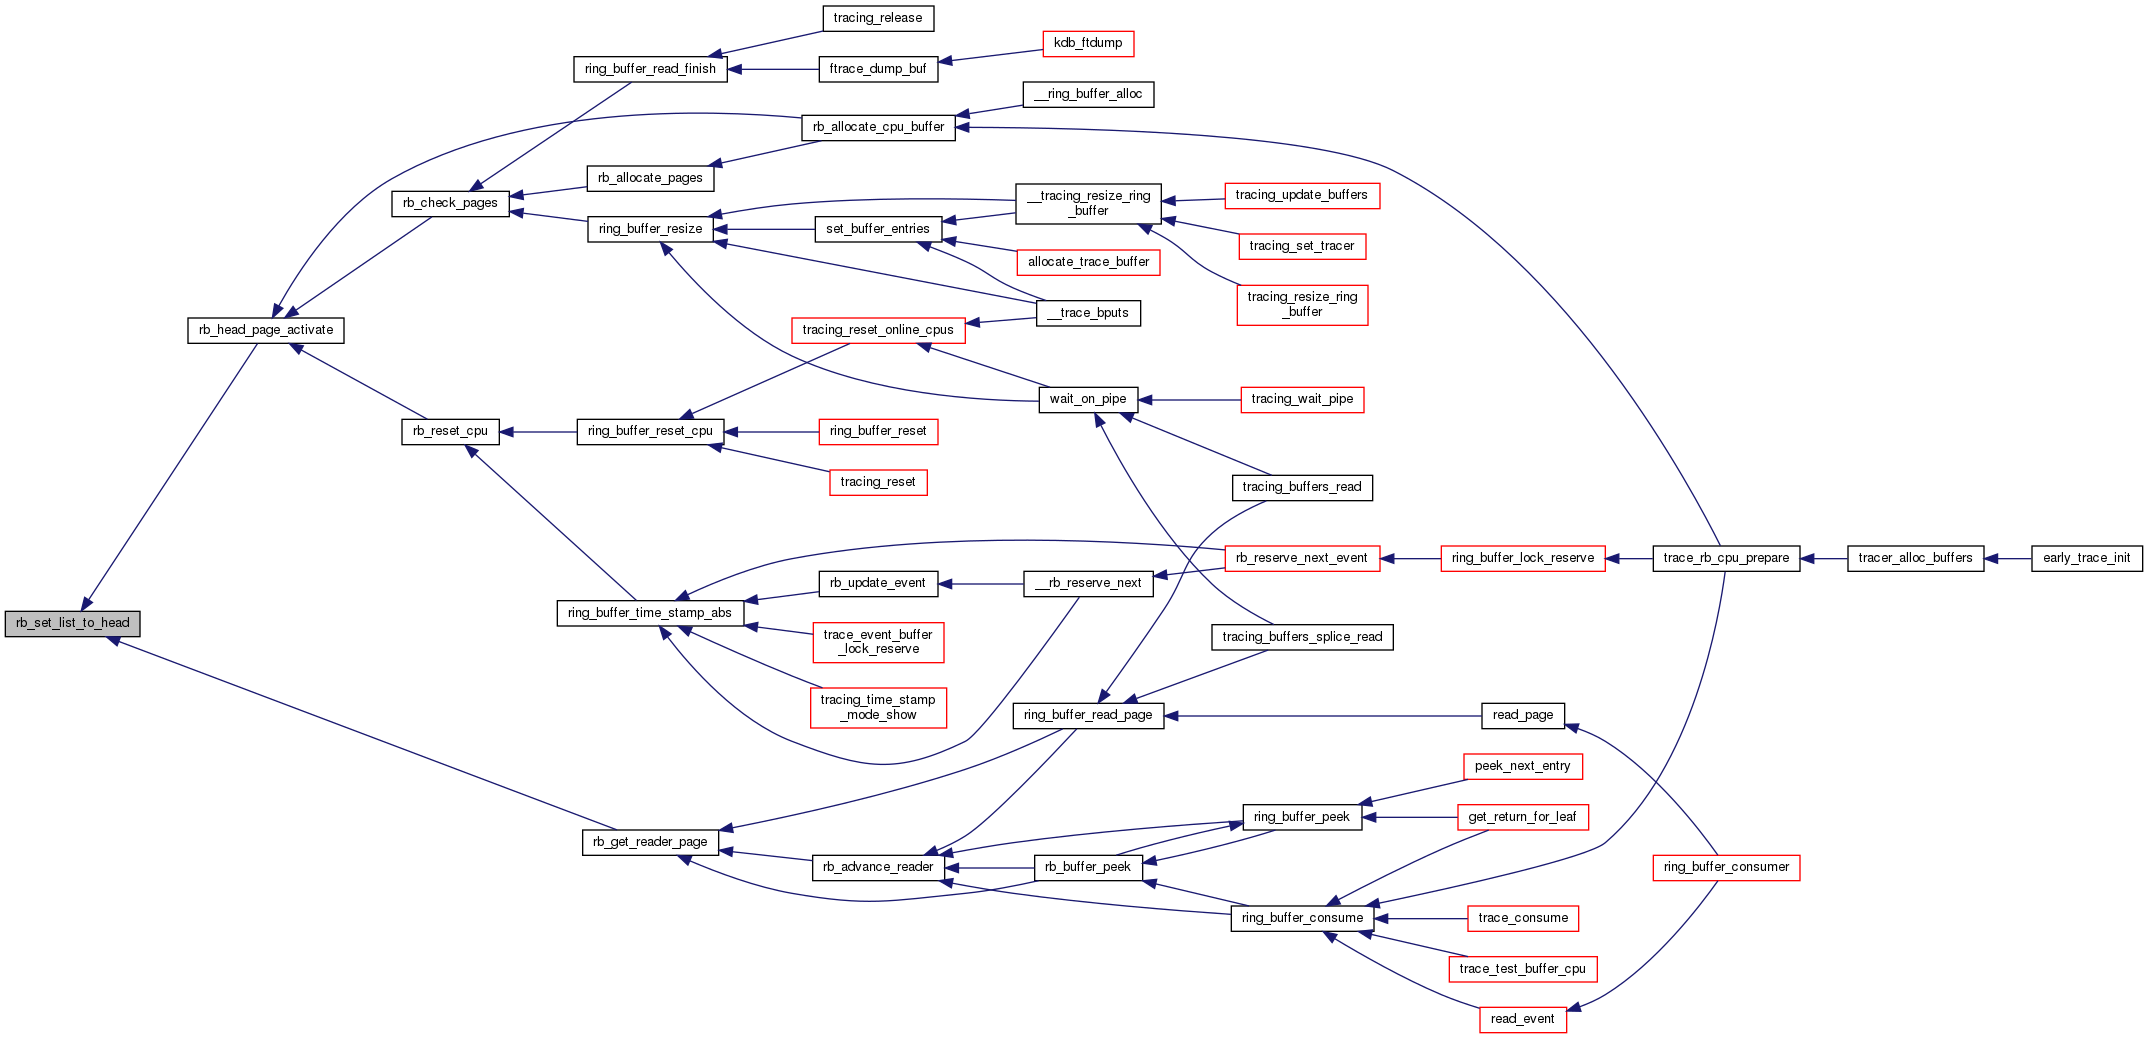 tracing_release
kdb_ftdump
ring_buffer_read_finish
ftrace_dump_buf
__ring_buffer_alloc
rb_allocate_cpu_buffer
rb_allocate_pages
rb_check_pages
__tracing_resize_ring
_buffer
tracing_update_buffers
ring_buffer_resize
set_buffer_entries
tracing_set_tracer
allocate_trace_buffer
tracing_resize_ring
_buffer
__trace_bputs
rb_head_page_activate
tracing_reset_online_cpus
wait_on_pipe
tracing_wait_pipe
rb_reset_cpu
ring_buffer_reset_cpu
ring_buffer_reset
tracing_reset
tracing_buffers_read
rb_reserve_next_event
ring_buffer_lock_reserve
trace_rb_cpu_prepare
tracer_alloc_buffers
early_trace_init
rb_update_event
__rb_reserve_next
rb_set_list_to_head
ring_buffer_time_stamp_abs
trace_event_buffer
_lock_reserve
tracing_buffers_splice_read
tracing_time_stamp
_mode_show
ring_buffer_read_page
read_page
peek_next_entry
ring_buffer_peek
get_return_for_leaf
rb_get_reader_page
rb_advance_reader
rb_buffer_peek
ring_buffer_consumer
ring_buffer_consume
trace_consume
trace_test_buffer_cpu
read_event